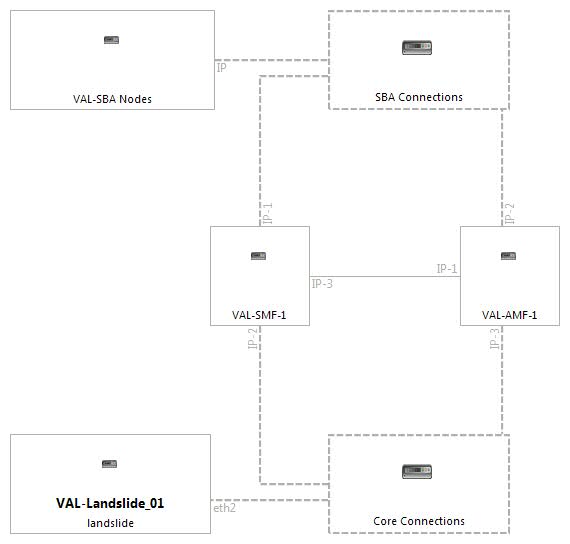 IP
VAL-SBA Nodes
SBA Connections
IP-1
IP-2
IP-1
IP-3
VAL-SMF-1
VAL-AMF-1
IP-2
IP-3
VAL-Landslide_01
landslide
eth2
Core Connections